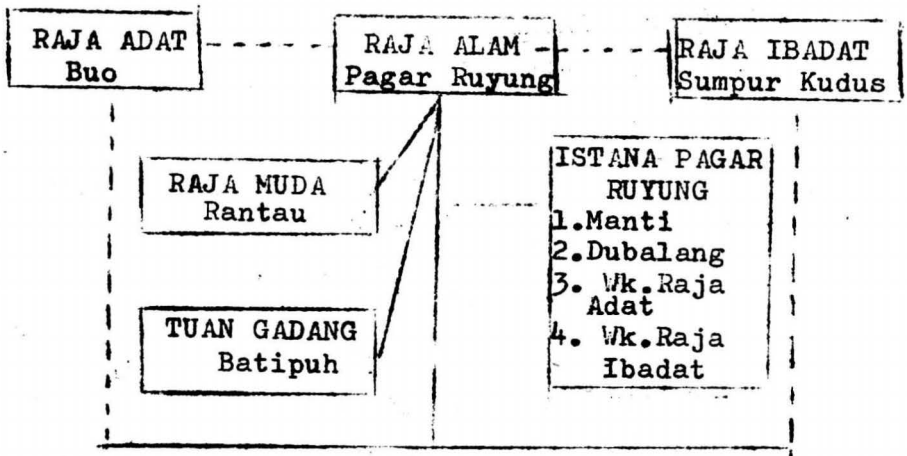 RAJA ADAT
Buo
RAJA ALAM
Pagar Ruyung
RAJA IBADAT
Sumpur Kudus
RAJA MUDA
Rantau
ISTANA PAGAR
RUYUNG
1.Manti
2.Dubalang
3. Wk.Raja
Adat
4. Wk.Raja
Ibadat
TUAN GADANG
Batipuh